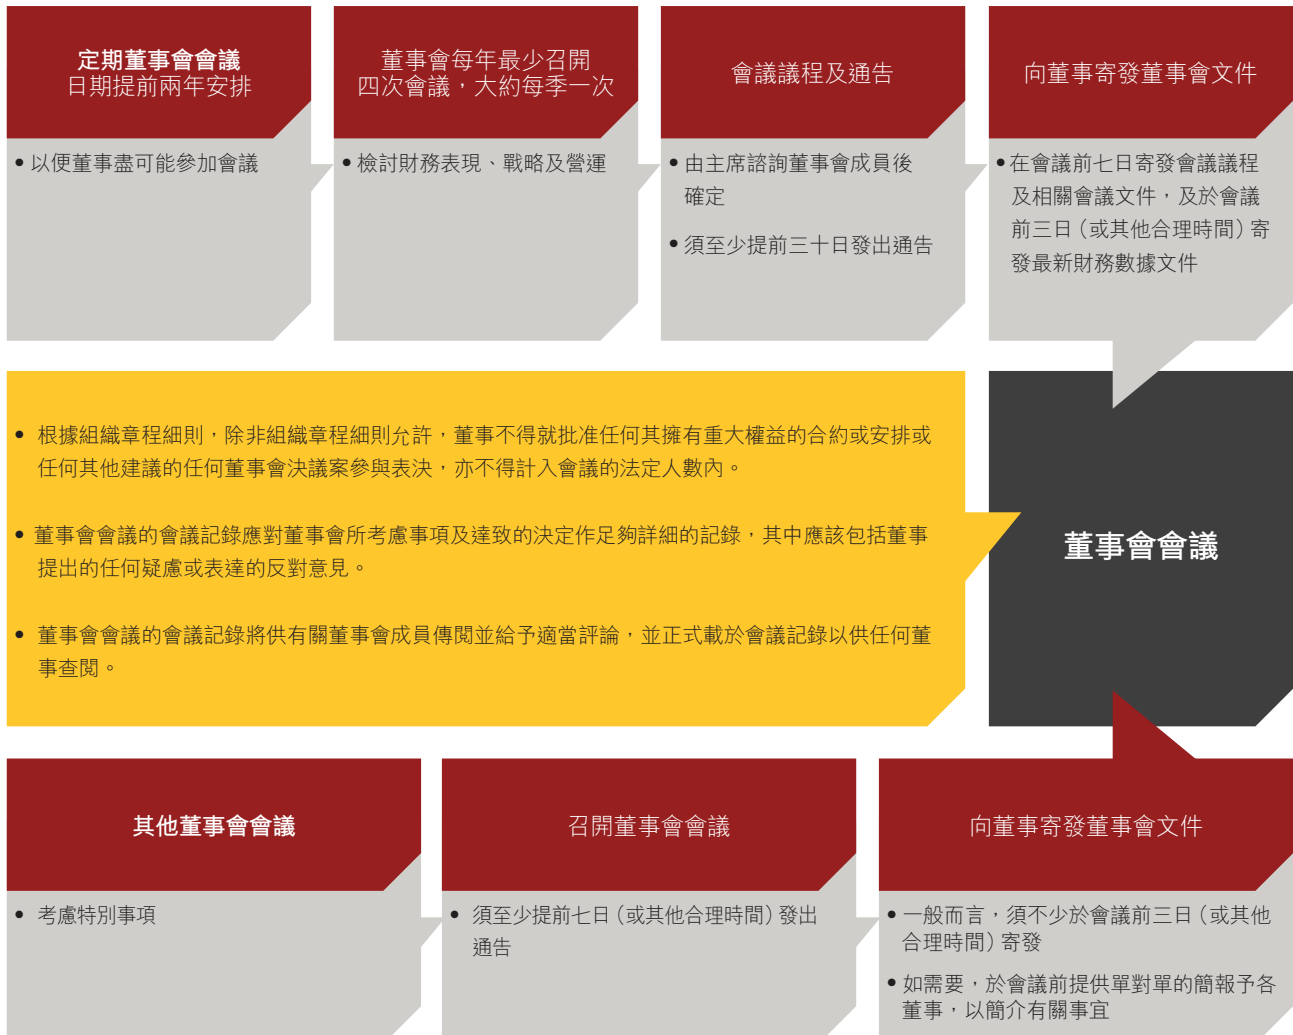 定期董事會會議
日期提前兩年安排
• 以便董事盡可能參加會議
董事會每年最少召開
四次會議，大約每季一次
• 檢討財務表現、戰略及營運
會議議程及通告
• 由主席諮詢董事會成員後
確定
• 須至少提前三十日發出通告
向董事寄發董事會文件
• 在會議前七日寄發會議議程
及相關會議文件，及於會議
前三日（或其他合理時間）寄
發最新財務數據文件
• 根據組織章程細則，除非組織章程細則允許，董事不得就批准任何其擁有重大權益的合約或安排或
任何其他建議的任何董事會決議案參與表決，亦不得計入會議的法定人數內。
• 董事會會議的會議記錄應對董事會所考慮事項及達致的決定作足夠詳細的記錄，其中應該包括董事
提出的任何疑慮或表達的反對意見。
• 董事會會議的會議記錄將供有關董事會成員傳閱並給予適當評論，並正式載於會議記錄以供任何董
事查閱。
董事會會議
其他董事會會議
• 考慮特別事項
召開董事會會議
• 須至少提前七日（或其他合理時間）發出
通告
向董事寄發董事會文件
• 一般而言，須不少於會議前三日（或其他
合理時間）寄發
• 如需要，於會議前提供單對單的簡報予各
董事，以簡介有關事宜